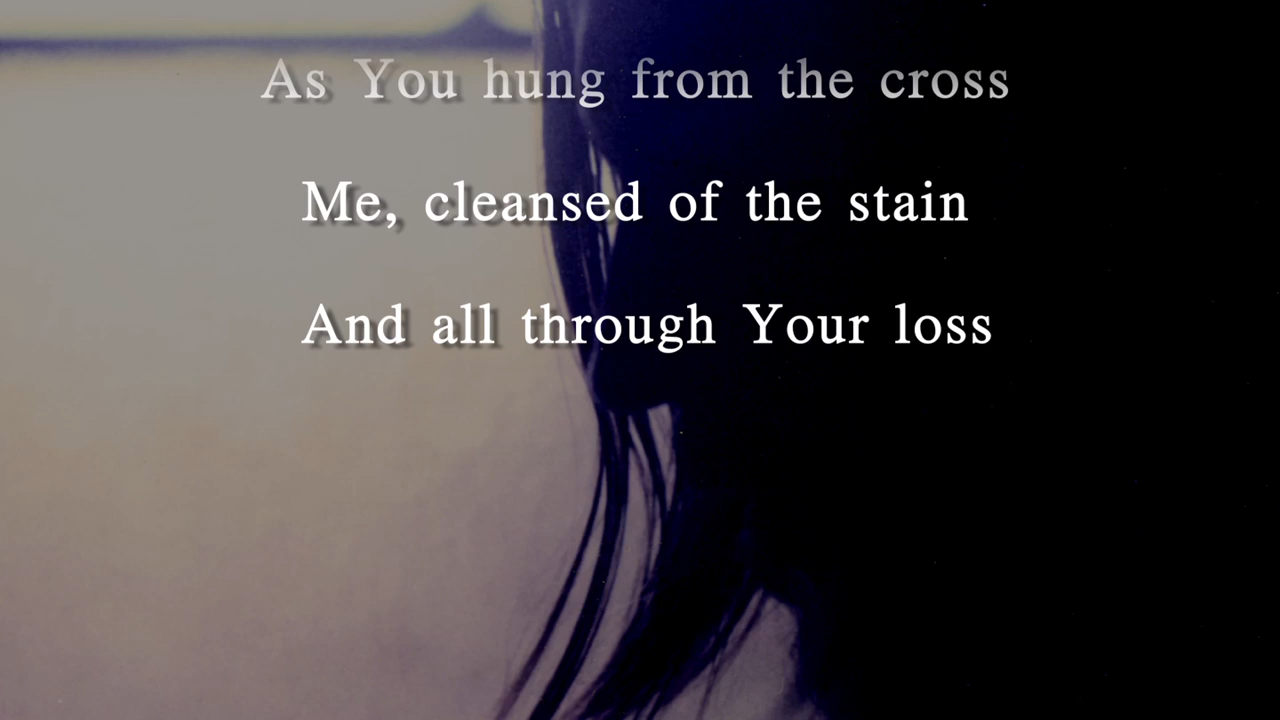 As You hung from the cross
Me, cleansed of the stain
And all through Your loss